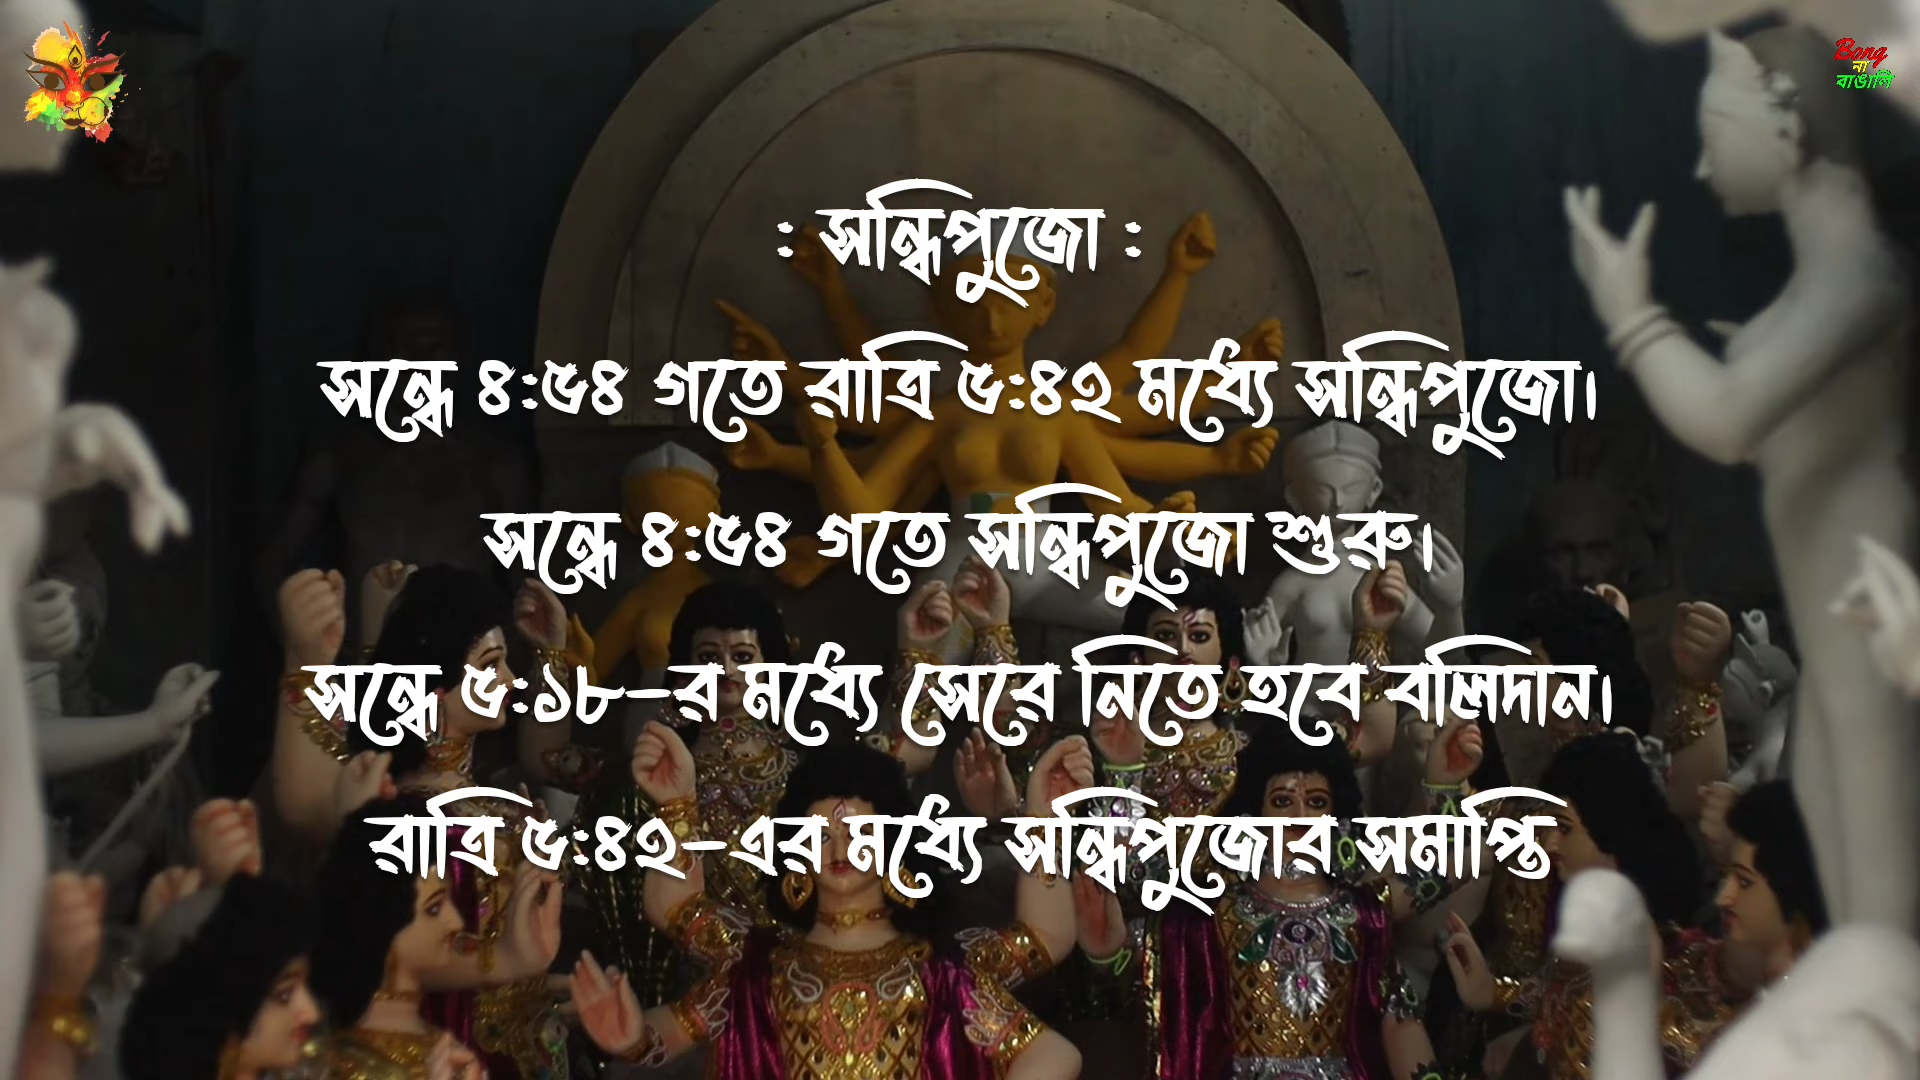 Bong
না
বাঙালি
: সন্ধিপুজো :
সন্ধে ৪:৫৪ গতে রাত্রি ৫:৪২ মধ্যে সন্ধিপুজো।
সন্ধে ৪:৫৪ গতে সন্ধিপুজো শুরু।
সন্ধে ৫:১৮-র মধ্যে সেরে নিতে হবে বলিদান।
রাত্রি ৫:৪২-এর মধ্যে সন্ধিপুজোর সমাপ্তি